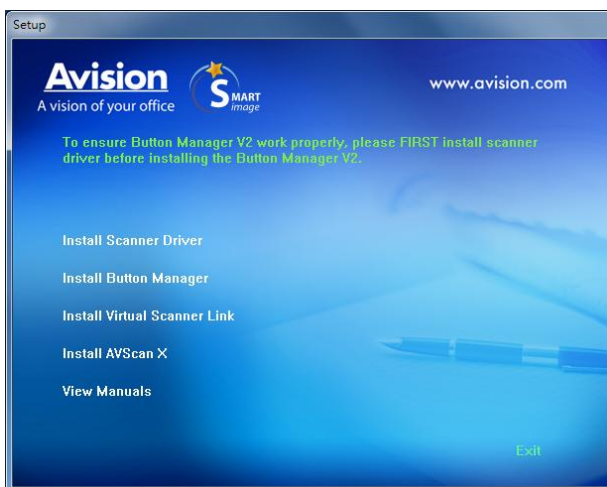 Setup
Avision
A vision of your office
SMART
image
www.avision.com
To ensure Button Manager V2 work properly, please FIRST install scanner
driver before installing the Button Manager V2.
Install Scanner Driver
Install Button Manager
Install Virtual Scanner Link
Install AVScan X
View Manuals
Exit